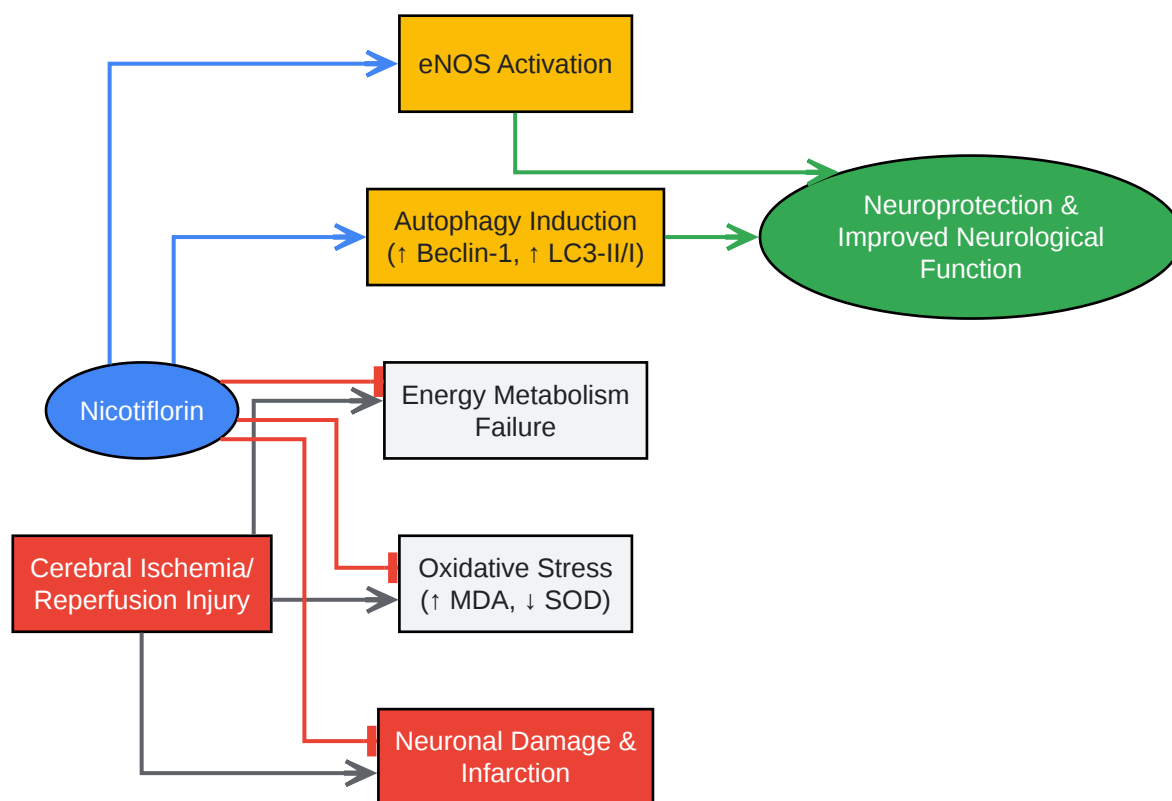 eNOS Activation
Autophagy Induction
(↑ Beclin-1, ↑ LC3-II/I)
Neuroprotection &
Improved Neurological
Function
Nicotiflorin
Energy Metabolism
Failure
Cerebral Ischemia/
Reperfusion Injury
Oxidative Stress
(↑ MDA, ↓ SOD)
Neuronal Damage &
Infarction